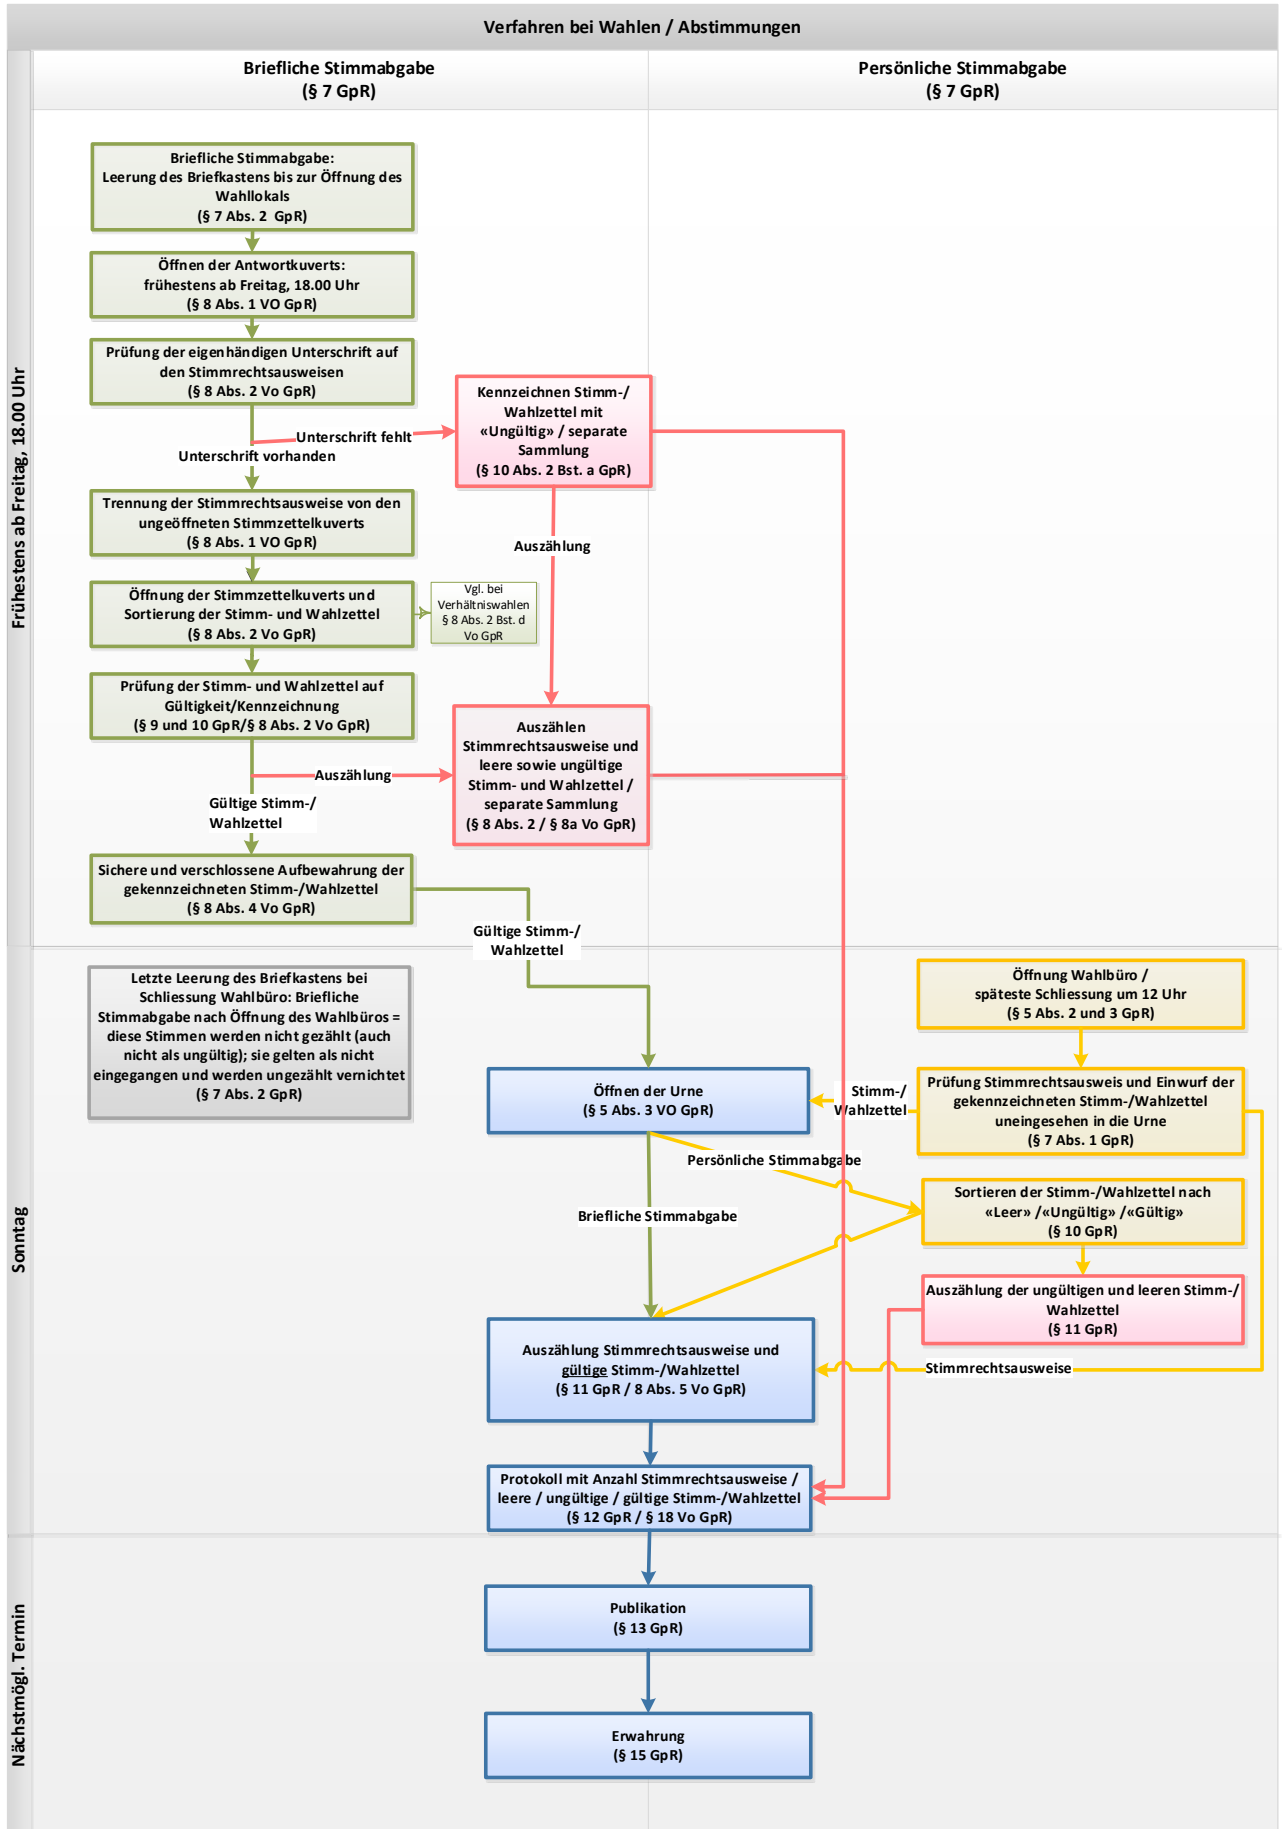 Verfahren bei Wahlen / Abstimmungen
Briefliche Stimmabgabe
(§ 7 GpR)
Persönliche Stimmabgabe
(§ 7 GpR)
Frühestens ab Freitag, 18.00 Uhr
Briefliche Stimmabgabe:
Leerung des Briefkastens bis zur Öffnung des
Wahllokals
(§ 7 Abs. 2 GpR)
Öffnen der Antwortkuverts:
frühestens ab Freitag, 18.00 Uhr
(§ 8 Abs. 1 VO GpR)
Prüfung der eigenhändigen Unterschrift auf
den Stimmrechtsausweisen
(§ 8 Abs. 2 Vo GpR)
Unterschrift fehlt
Unterschrift vorhanden
Kennzeichnen Stimm-/
Wahlzettel mit
«Ungültig» / separate
Sammlung
(§ 10 Abs. 2 Bst. a GpR)
Trennung der Stimmrechtsausweise von den
ungeöffneten Stimmzettelkuverts
(§ 8 Abs. 1 VO GpR)
Auszählung
Öffnung der Stimmzettelkuverts und
Sortierung der Stimm- und Wahlzettel
(§ 8 Abs. 2 Vo GpR)
Vgl. bei
Verhältniswahlen
§ 8 Abs. 2 Bst. d
Vo GpR
Prüfung der Stimm- und Wahlzettel auf
Gültigkeit/Kennzeichnung
(§ 9 und 10 GpR/§ 8 Abs. 2 Vo GpR)
Auszählung
Auszählen
Stimmrechtsausweise und
leere sowie ungültige
Stimm- und Wahlzettel /
separate Sammlung
(§ 8 Abs. 2 / § 8a Vo GpR)
Gültige Stimm-/
Wahlzettel
Sichere und verschlossene Aufbewahrung der
gekennzeichneten Stimm-/Wahlzettel
(§ 8 Abs. 4 Vo GpR)
Gültige Stimm-/
Wahlzettel
Sonntag
Letzte Leerung des Briefkastens bei
Schliessung Wahlbüro: Briefliche
Stimmabgabe nach Öffnung des Wahlbüros =
diese Stimmen werden nicht gezählt (auch
nicht als ungültig); sie gelten als nicht
eingegangen und werden ungezählt vernichtet
(§ 7 Abs. 2 GpR)
Öffnung Wahlbüro /
späteste Schliessung um 12 Uhr
(§ 5 Abs. 2 und 3 GpR)
Öffnen der Urne
(§ 5 Abs. 3 VO GpR)
Stimm-/
Wahlzettel
Prüfung Stimmrechtsausweis und Einwurf der
gekennzeichneten Stimm-/Wahlzettel
uneingesehen in die Urne
(§ 7 Abs. 1 GpR)
Persönliche Stimmabgabe
Briefliche Stimmabgabe
Sortieren der Stimm-/Wahlzettel nach
«Leer» /«Ungültig» /«Gültig»
(§ 10 GpR)
Auszählung der ungültigen und leeren Stimm-/
Wahlzettel
(§ 11 GpR)
Auszählung Stimmrechtsausweise und
gültige Stimm-/Wahlzettel
(§ 11 GpR / 8 Abs. 5 Vo GpR)
Stimmrechtsausweise
Protokoll mit Anzahl Stimmrechtsausweise /
leere / ungültige / gültige Stimm-/Wahlzettel
(§ 12 GpR / § 18 Vo GpR)
Nächstmögl. Termin
Publikation
(§ 13 GpR)
Erwahrung
(§ 15 GpR)